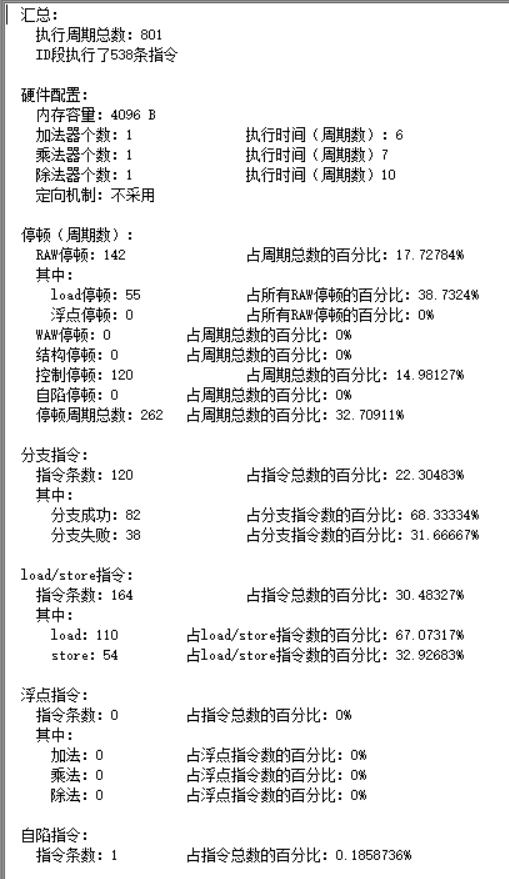 汇总:
执行周期总数: 801
ID段执行了538条指令
硬件配置:
内存容量: 4096 B
加法器个数: 1 执行时间（周期数）: 6
乘法器个数: 1 执行时间（周期数）7
除法器个数: 1 执行时间（周期数）10
定向机制: 不采用
停顿（周期数）:
RAW停顿: 142 占周期总数的百分比: 17.72784%
其中:
load停顿: 55 占所有RAW停顿的百分比: 38.7324%
浮点停顿: 0 占所有RAW停顿的百分比: 0%
WAW停顿: 0 占周期总数的百分比: 0%
结构停顿: 0 占周期总数的百分比: 0%
控制停顿: 120 占周期总数的百分比: 14.98127%
自陷停顿: 0 占周期总数的百分比: 0%
停顿周期总数: 262 占周期总数的百分比: 32.70911%
分支指令:
指令条数: 120 占指令总数的百分比: 22.30483%
其中:
分支成功: 82 占分支指令数的百分比: 68.33334%
分支失败: 38 占分支指令数的百分比: 31.66667%
load/store指令:
指令条数: 164 占指令总数的百分比: 30.48327%
其中:
load: 110 占load/store指令数的百分比: 67.07317%
store: 54 占load/store指令数的百分比: 32.92683%
浮点指令:
指令条数: 0 占指令总数的百分比: 0%
其中:
加法: 0 占浮点指令数的百分比: 0%
乘法: 0 占浮点指令数的百分比: 0%
除法: 0 占浮点指令数的百分比: 0%
自陷指令:
指令条数: 1 占指令总数的百分比: 0.1858736%